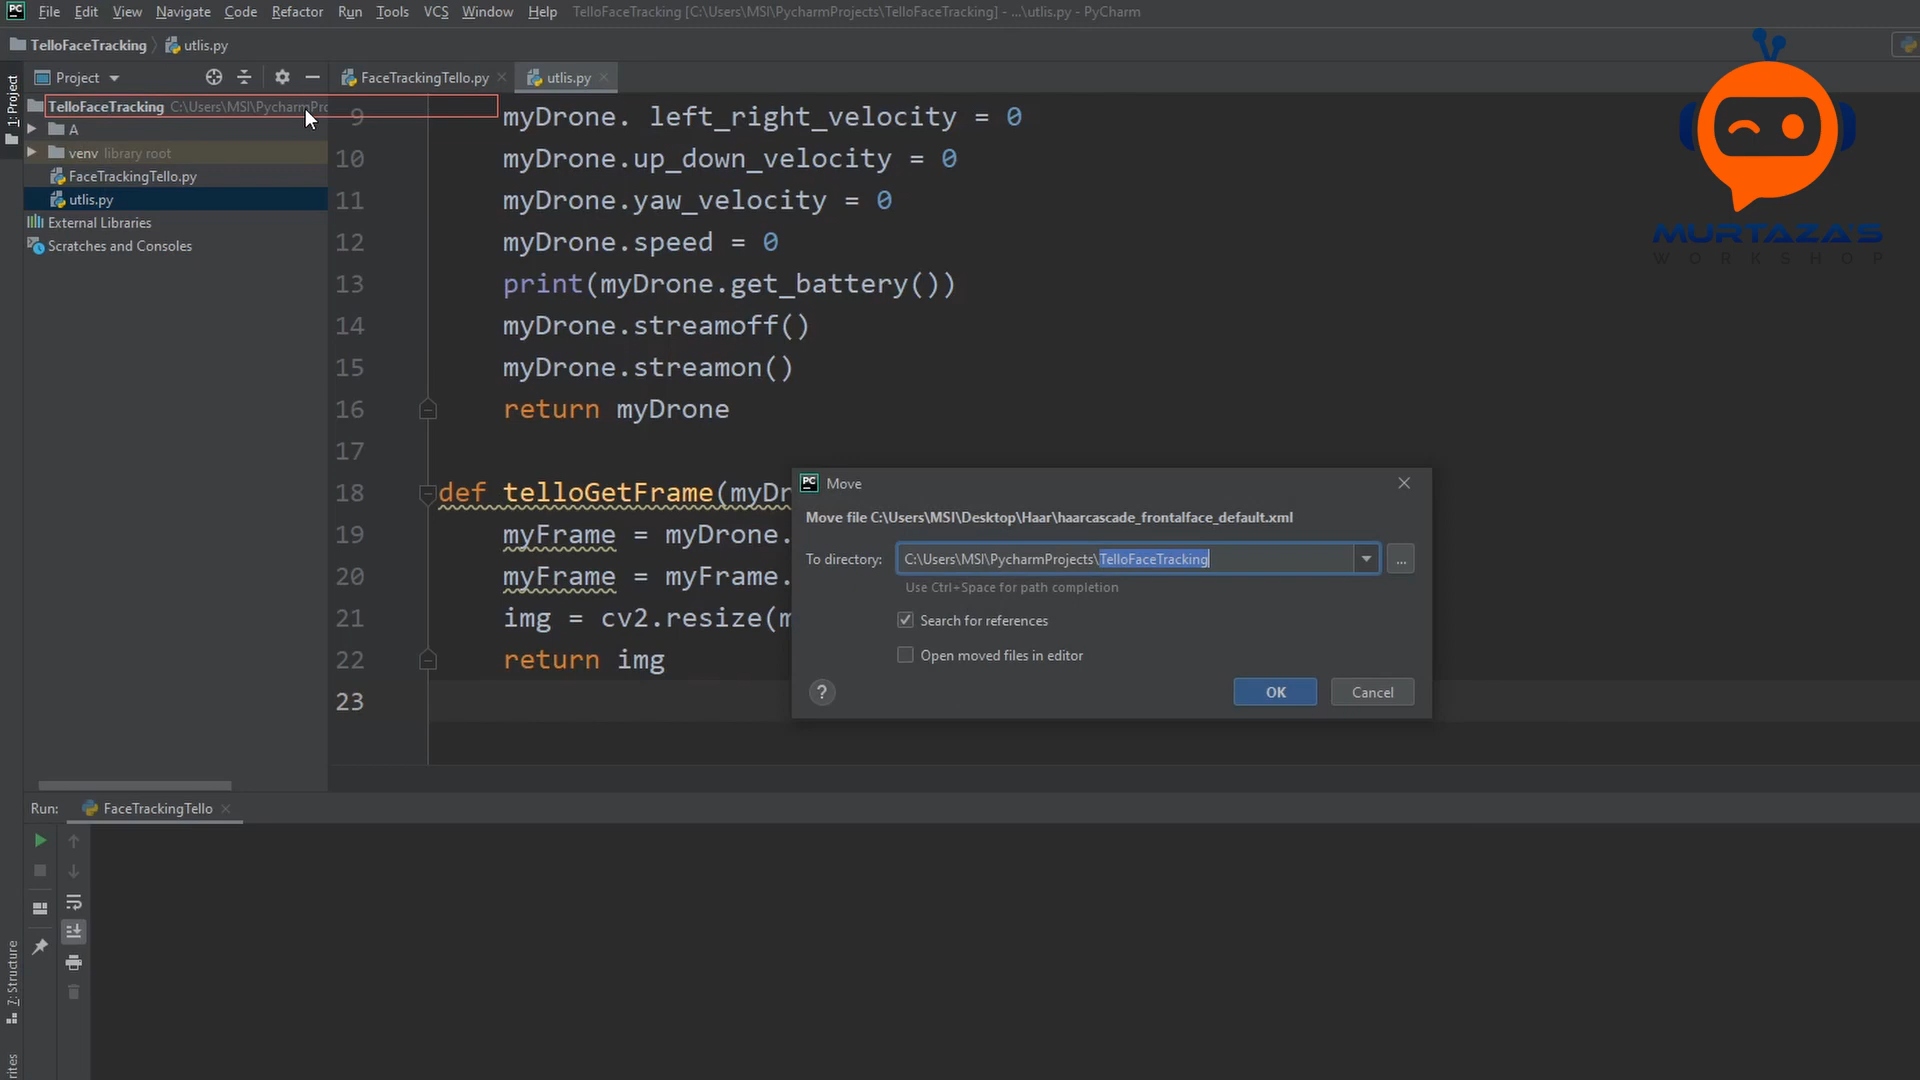 File Edit View Navigate Code Refactor Run Tools VCS Window Help TelloFaceTracking [C:\Users\MSI\PycharmProjects\TelloFaceTracking] - ...\utlis.py - PyCharm
TelloFaceTracking utlis.py
1: Project
Project
FaceTrackingTello.py utlis.py
TelloFaceTracking C:\Users\MSI\PycharmPro
A
venv library root
FaceTrackingTello.py
utlis.py
External Libraries
Scratches and Consoles
9 myDrone. left_right_velocity = 0
10 myDrone.up_down_velocity = 0
11 myDrone.yaw_velocity = 0
12 myDrone.speed = 0
13 print(myDrone.get_battery())
14 myDrone.streamoff()
15 myDrone.streamon()
16 return myDrone
17
18 def telloGetFrame(myDr
19 myFrame = myDrone.
20 myFrame = myFrame.
21 img = cv2.resize(m
22 return img
23
MURTAZA'S
WORKSHOP
PC Move
Move file C:\Users\MSI\Desktop\Haar\haarcascade_frontalface_default.xml
To directory: C:\Users\MSI\PycharmProjects\TelloFaceTracking ...
Use Ctrl+Space for path completion
Search for references
Open moved files in editor
? OK Cancel
Run: FaceTrackingTello
7: Structure
rites